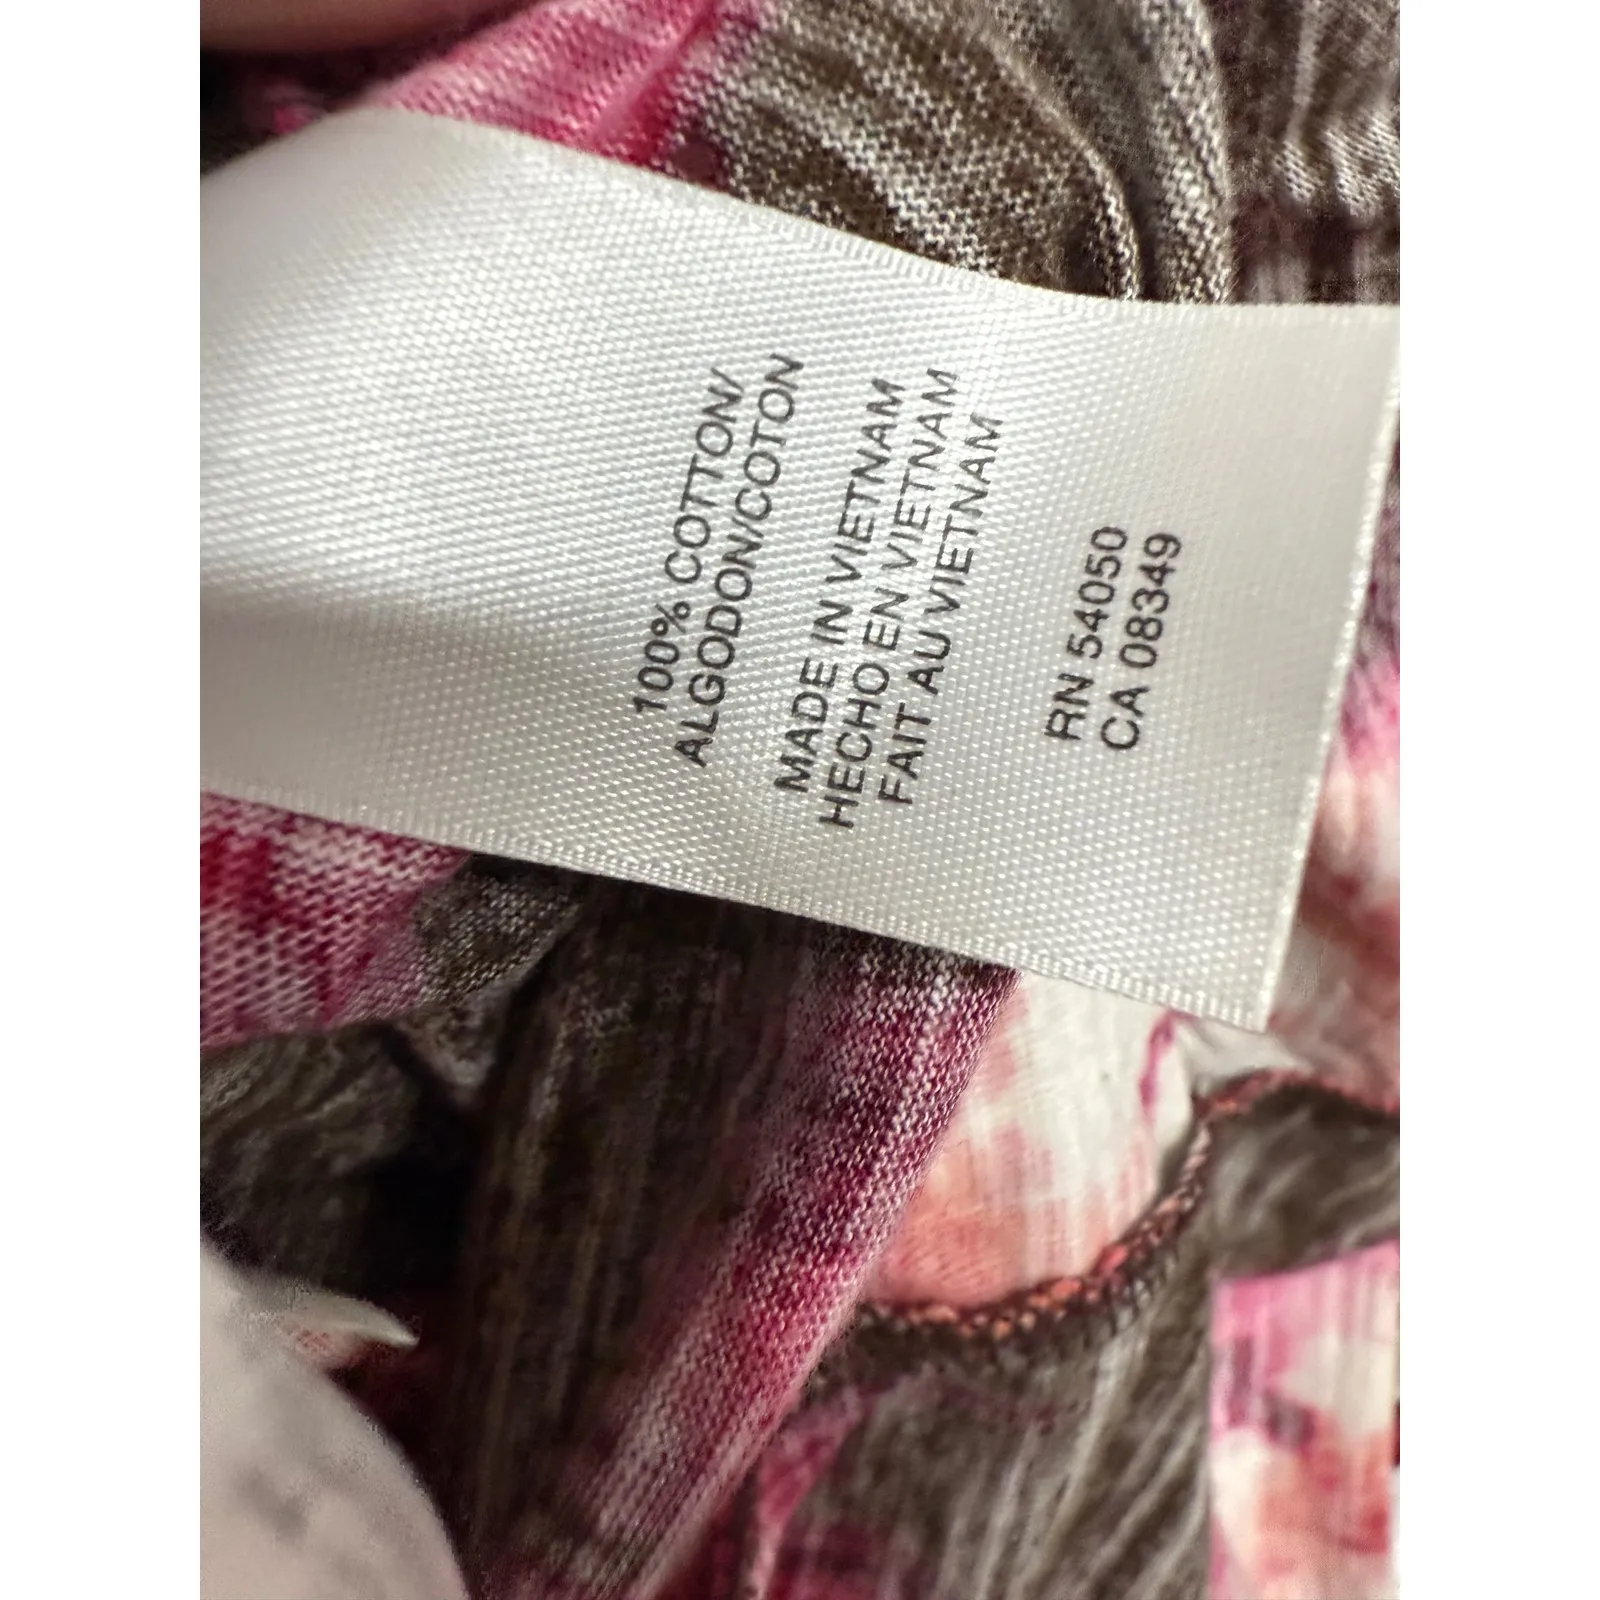 100% COTTON/
ALGODON/COTON
MADE IN VIETNAM
HECHO EN VIETNAM
FAIT AU VIETNAM
RN 54050
CA 08349